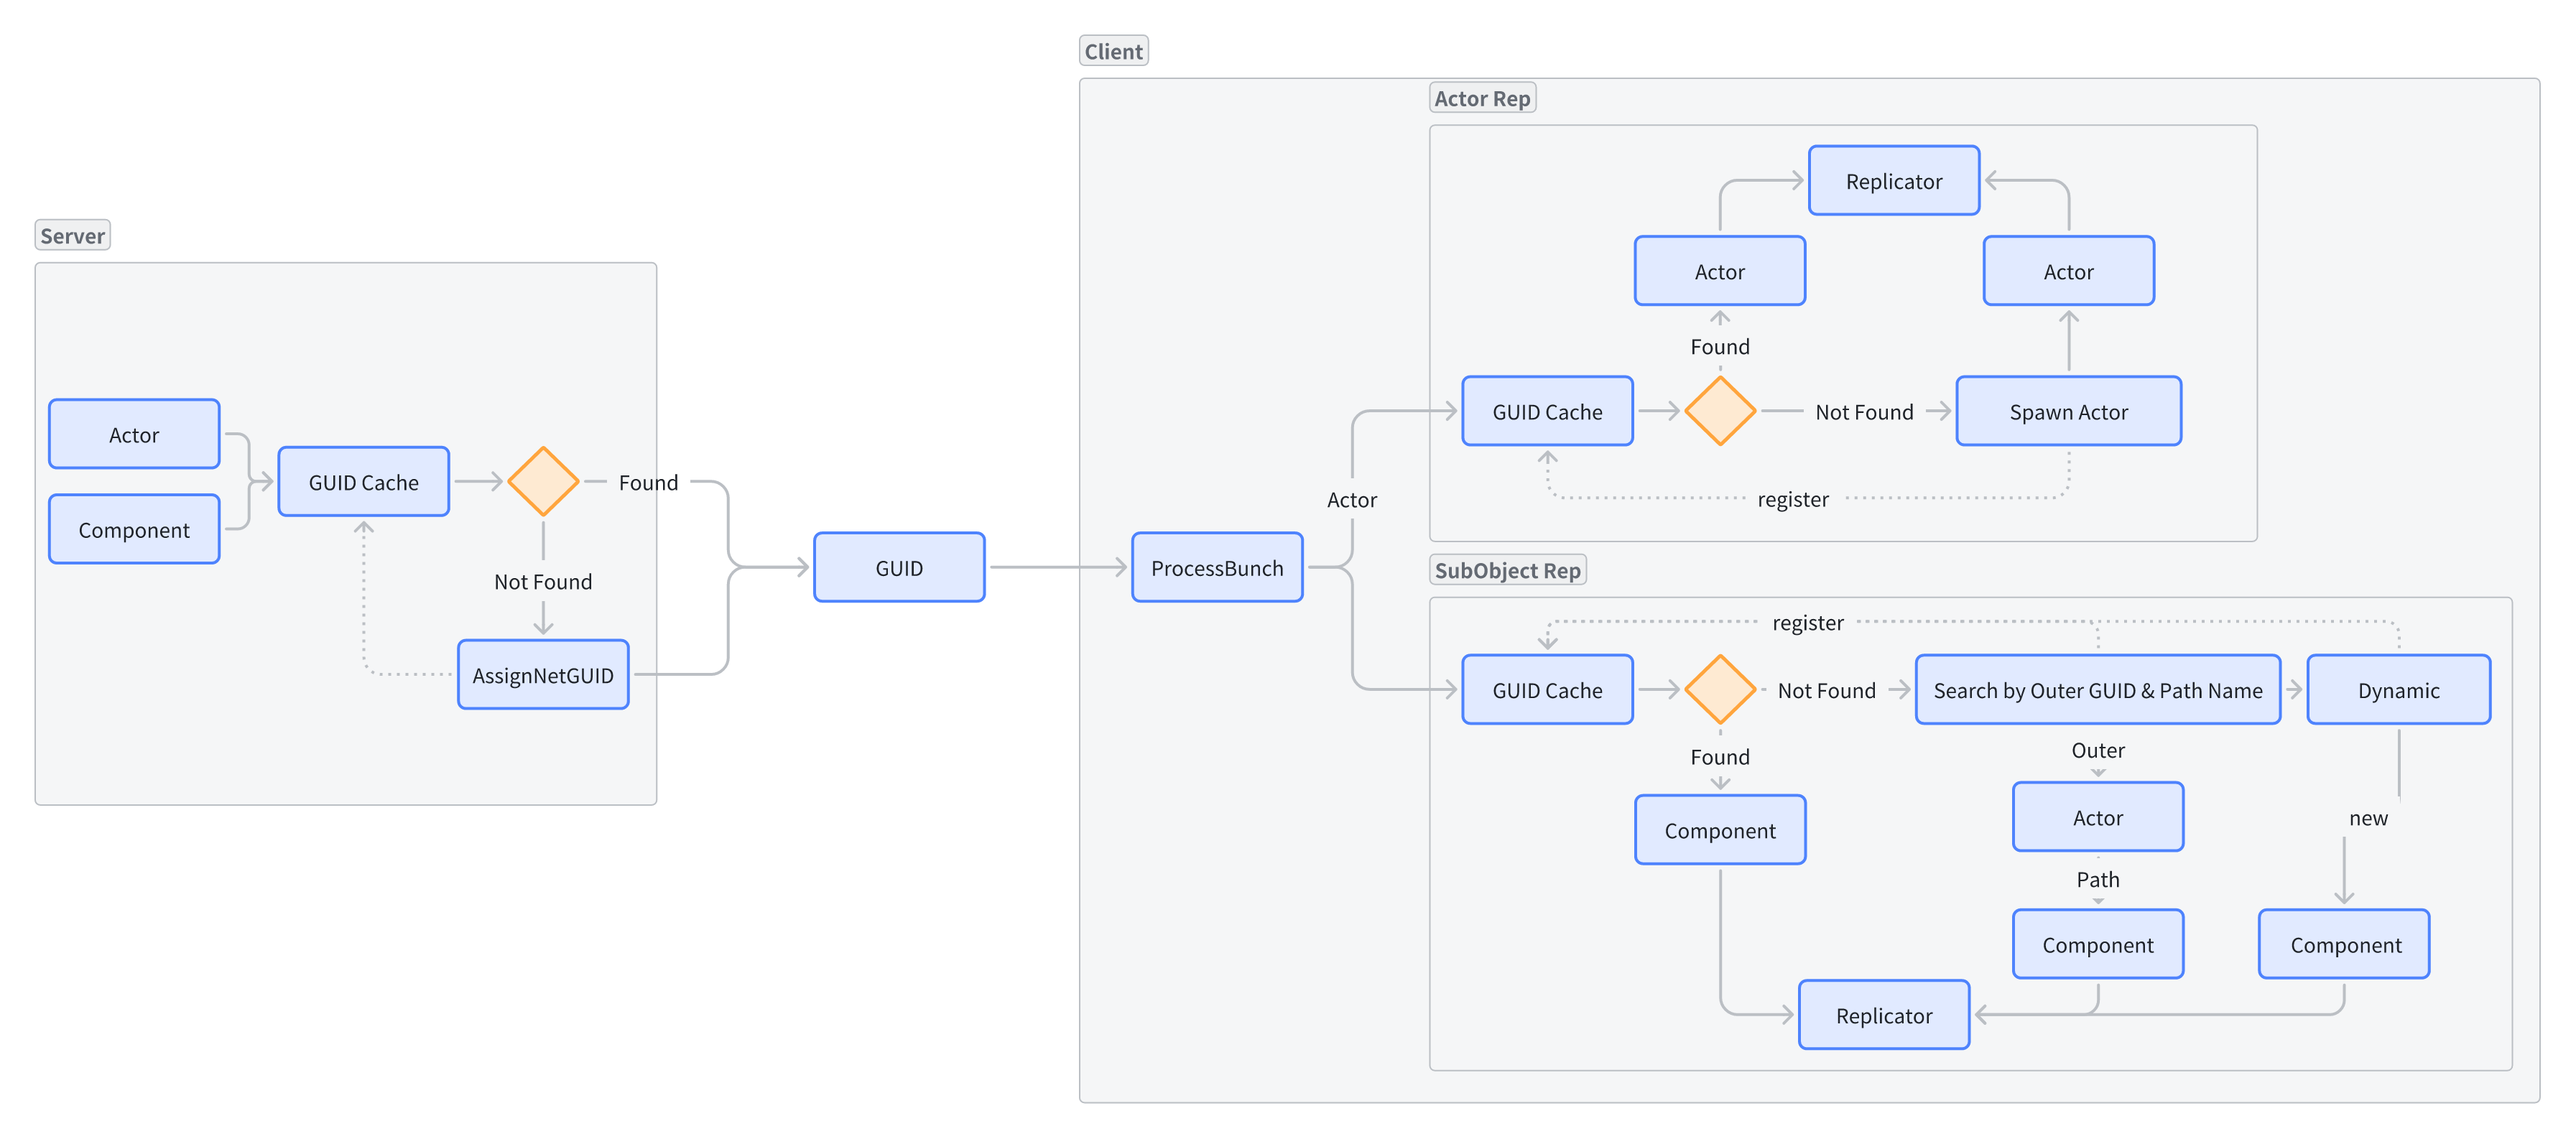 Client
Actor Rep
Replicator
Server
Actor
Actor
Found
Actor
GUID Cache
Not Found
Spawn Actor
Component
GUID Cache
Found
Actor
register
GUID
ProcessBunch
SubObject Rep
Not Found
register
AssignNetGUID
GUID Cache
Not Found
Search by Outer GUID & Path Name
Dynamic
Found
Outer
Component
Actor
new
Path
Component
Component
Replicator